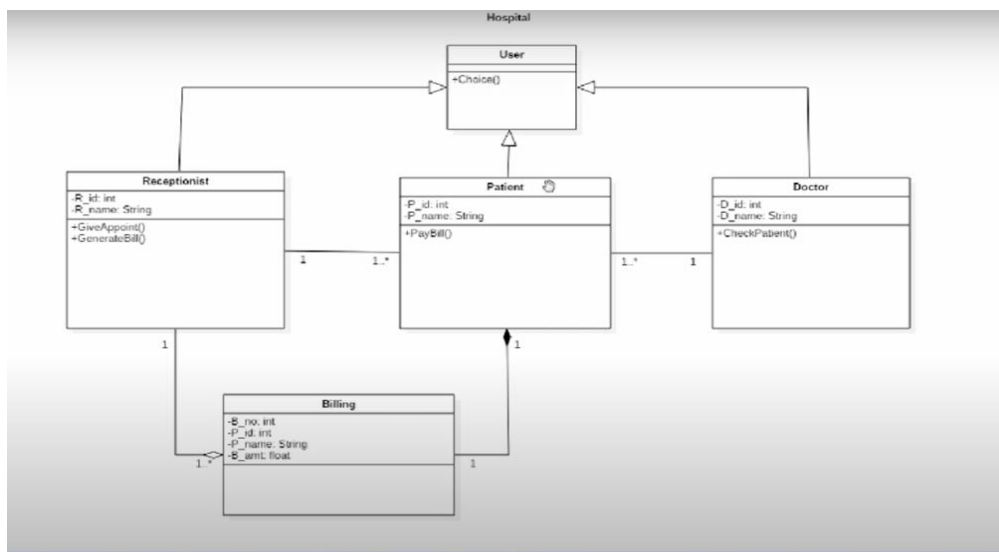 Hospital
User
+Choice()
Receptionist
-R_id: int
-R_name: String
+GiveAppoint()
+GenerateBill()
Patient
-P_id: int
-P_name: String
+PayBill()
Doctor
-D_id: int
-D_name: String
+CheckPatient()
1
1..*
1..*
1
1
1
Billing
-B_no: int
-P_id: int
-P_name: String
-B_amt: float
1..*
1